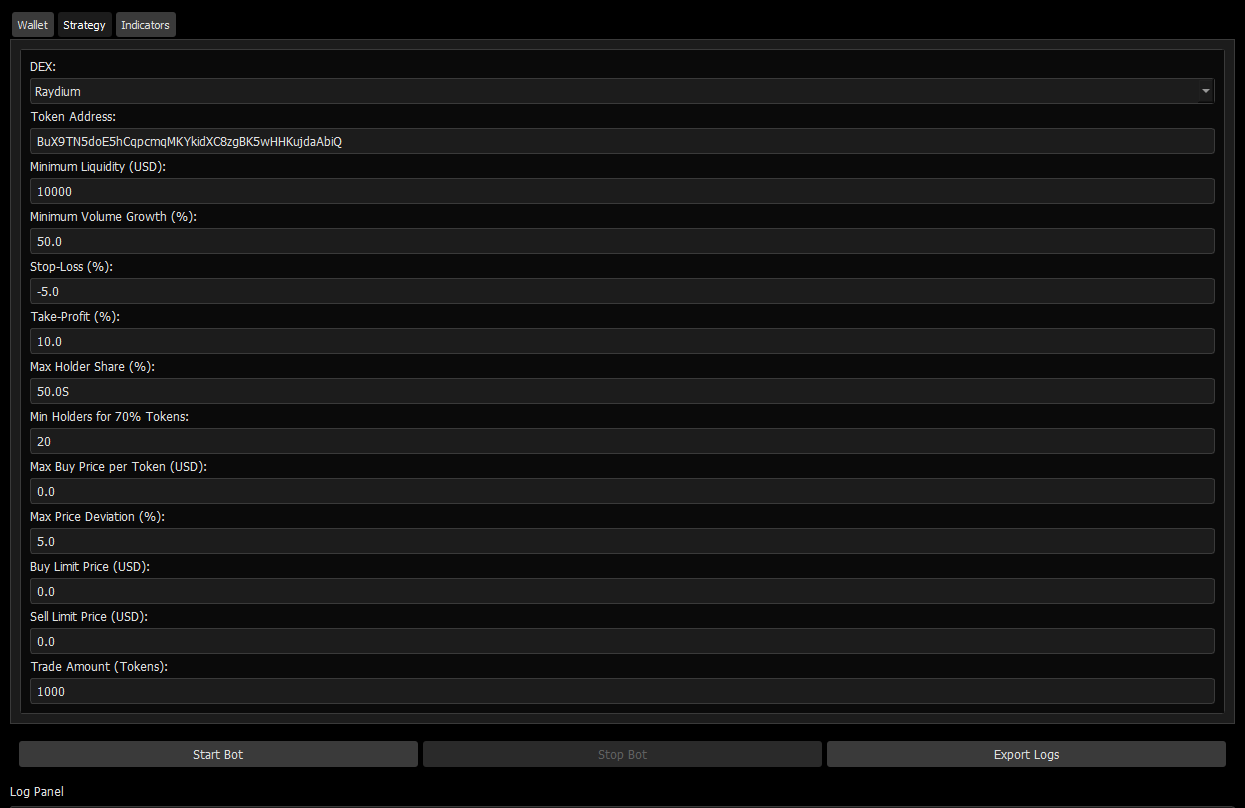 Wallet Strategy Indicators
DEX:
Raydium
Token Address:
BuX9TN5doE5hCqpcmqMKYkidXC8zgBK5wHHKujdaAbiQ
Minimum Liquidity (USD):
10000
Minimum Volume Growth (%):
50.0
Stop-Loss (%):
-5.0
Take-Profit (%):
10.0
Max Holder Share (%):
50.0S
Min Holders for 70% Tokens:
20
Max Buy Price per Token (USD):
0.0
Max Price Deviation (%):
5.0
Buy Limit Price (USD):
0.0
Sell Limit Price (USD):
0.0
Trade Amount (Tokens):
1000
Start Bot Stop Bot Export Logs
Log Panel